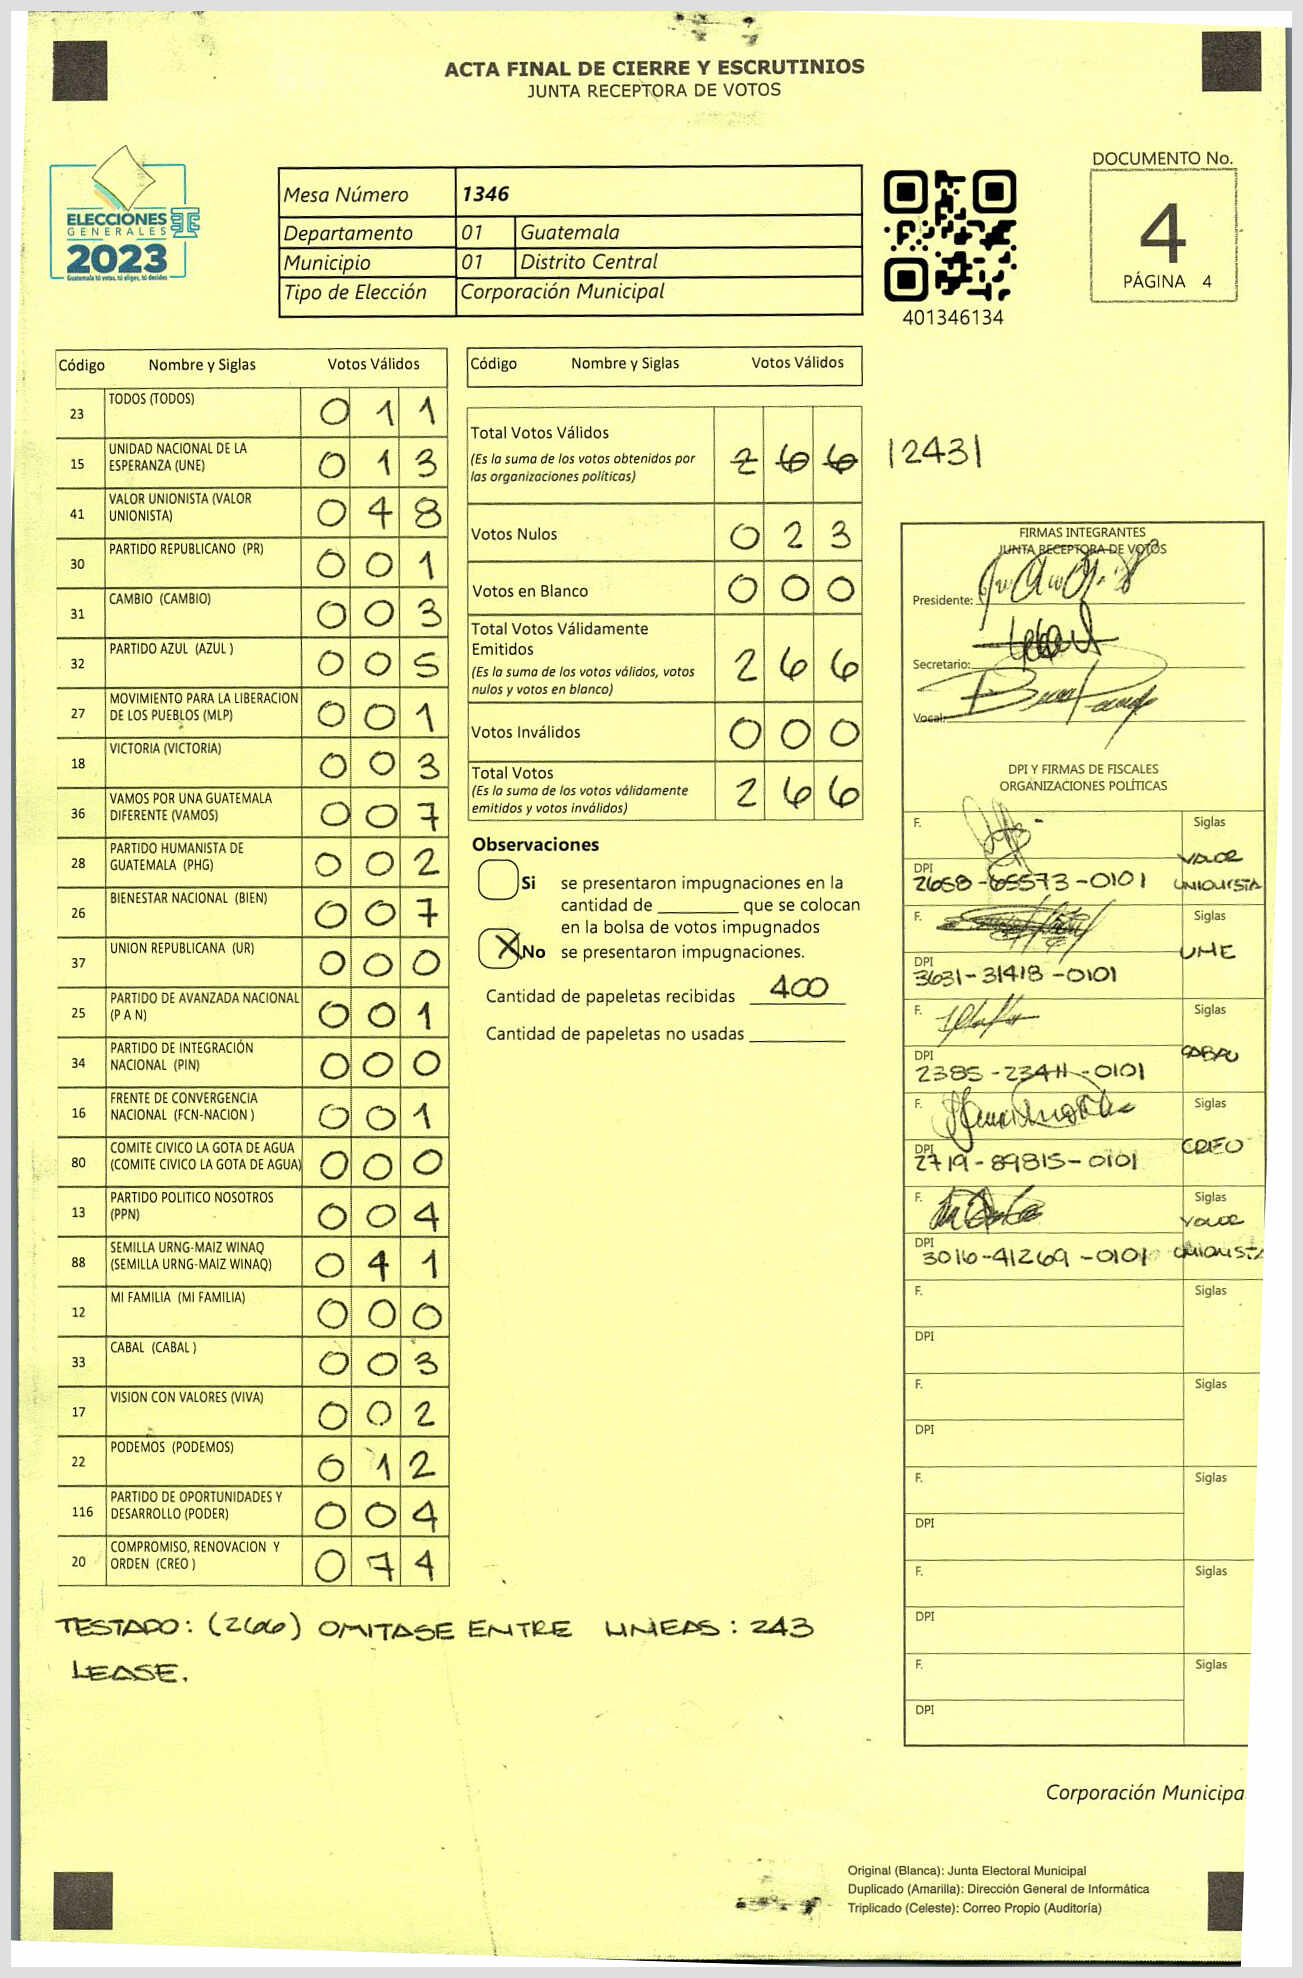 ACTA FINAL DE CIERRE Y ESCRUTINIOS
JUNTA RECEPTORA DE VOTOS
ELECCIONES
GENERALES
2023
Guatemala tú votas, tú eliges, tú decides
Mesa Número 1346
Departamento 01 Guatemala
Municipio 01 Distrito Central
Tipo de Elección Corporación Municipal
401346134
DOCUMENTO No.
4
PÁGINA 4
Código Nombre y Siglas Votos Válidos
23 TODOS (TODOS) 0 1 1
15 UNIDAD NACIONAL DE LA
ESPERANZA (UNE) 0 1 3
41 VALOR UNIONISTA (VALOR
UNIONISTA) 0 4 8
30 PARTIDO REPUBLICANO (PR) 0 0 1
31 CAMBIO (CAMBIO) 0 0 3
32 PARTIDO AZUL (AZUL ) 0 0 5
27 MOVIMIENTO PARA LA LIBERACION
DE LOS PUEBLOS (MLP) 0 0 1
18 VICTORIA (VICTORIA) 0 0 3
36 VAMOS POR UNA GUATEMALA
DIFERENTE (VAMOS) 0 0 7
28 PARTIDO HUMANISTA DE
GUATEMALA (PHG) 0 0 2
26 BIENESTAR NACIONAL (BIEN) 0 0 7
37 UNION REPUBLICANA (UR) 0 0 0
25 PARTIDO DE AVANZADA NACIONAL
(P A N) 0 0 1
34 PARTIDO DE INTEGRACIÓN
NACIONAL (PIN) 0 0 0
16 FRENTE DE CONVERGENCIA
NACIONAL (FCN-NACION ) 0 0 1
80 COMITE CIVICO LA GOTA DE AGUA
(COMITE CIVICO LA GOTA DE AGUA) 0 0 0
13 PARTIDO POLITICO NOSOTROS
(PPN) 0 0 4
88 SEMILLA URNG-MAIZ WINAQ
(SEMILLA URNG-MAIZ WINAQ) 0 4 1
12 MI FAMILIA (MI FAMILIA) 0 0 0
33 CABAL (CABAL ) 0 0 3
17 VISION CON VALORES (VIVA) 0 0 2
22 PODEMOS (PODEMOS) 0 1 2
116 PARTIDO DE OPORTUNIDADES Y
DESARROLLO (PODER) 0 0 4
20 COMPROMISO, RENOVACION Y
ORDEN (CREO ) 0 7 4
TESTADO: (266) OMITASE ENTRE LINEAS: 243
LEASE.
Código Nombre y Siglas Votos Válidos
Total Votos Válidos 2 6 6 |243|
(Es la suma de los votos obtenidos por
las organizaciones políticas)
Votos Nulos 0 2 3
Votos en Blanco 0 0 0
Total Votos Válidamente
Emitidos 2 6 6
(Es la suma de los votos válidos, votos
nulos y votos en blanco)
Votos Inválidos 0 0 0
Total Votos 2 6 6
(Es la suma de los votos válidamente
emitidos y votos inválidos)
Observaciones
Si se presentaron impugnaciones en la
cantidad de ________ que se colocan
en la bolsa de votos impugnados
X No se presentaron impugnaciones.
Cantidad de papeletas recibidas 400
Cantidad de papeletas no usadas
FIRMAS INTEGRANTES
JUNTA RECEPTORA DE VOTOS
Presidente:
Secretario:
Vocal:
DPI Y FIRMAS DE FISCALES
ORGANIZACIONES POLÍTICAS
F. Siglas
VALOR
DPI
2658-65573-0101 UNIONISTA
F. Siglas
UNE
DPI
3631-31418-0101
F. Siglas
DPI
2385-23411-0101
F. Siglas
CREO
DPI
2719-89815-0101
F. Siglas
VALOR
DPI
3016-41269-0101 UNIONISTA
F. Siglas
DPI
F. Siglas
DPI
F. Siglas
DPI
F. Siglas
DPI
F. Siglas
DPI
Corporación Municipa
Original (Blanca): Junta Electoral Municipal
Duplicado (Amarilla): Dirección General de Informática
Triplicado (Celeste): Correo Propio (Auditoría)